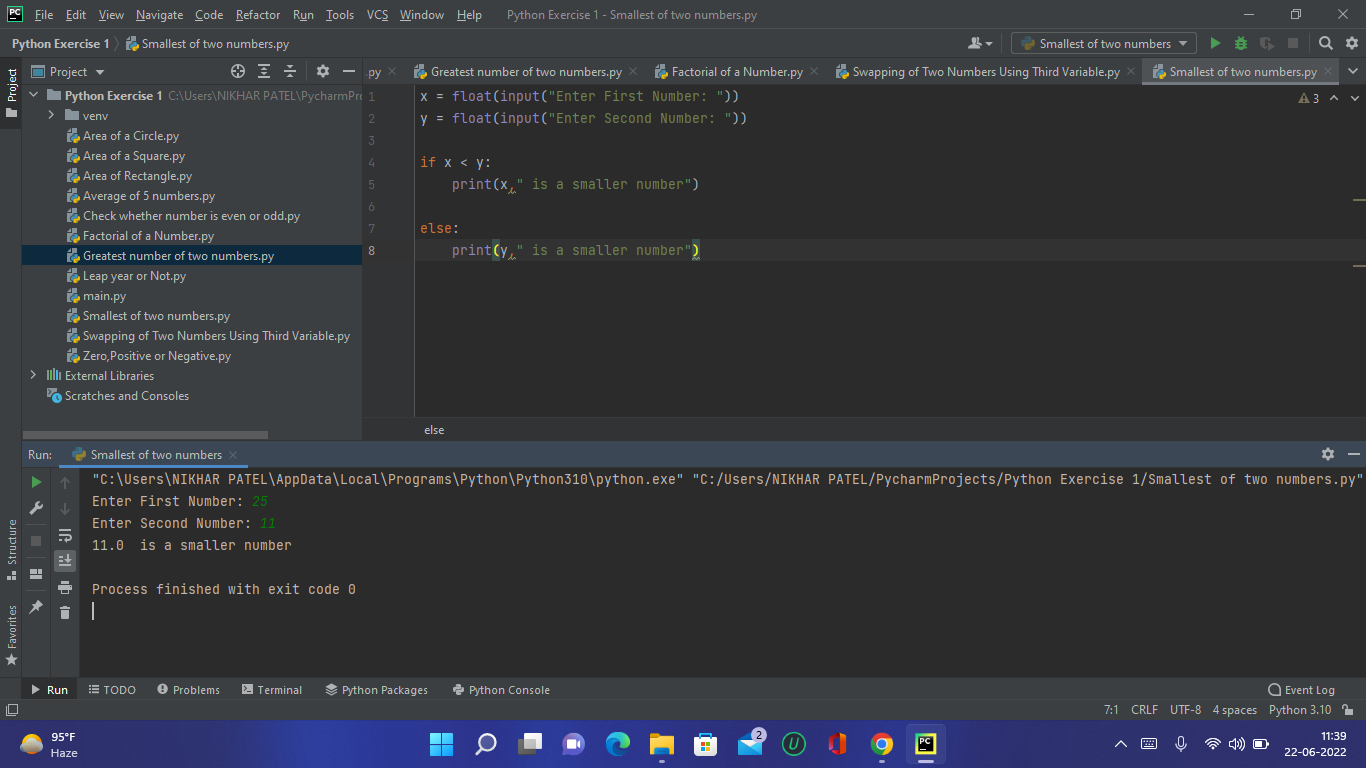 PC File Edit View Navigate Code Refactor Run Tools VCS Window Help Python Exercise 1 - Smallest of two numbers.py
Python Exercise 1 Smallest of two numbers.py Smallest of two numbers
Project
Project
.py Greatest number of two numbers.py Factorial of a Number.py Swapping of Two Numbers Using Third Variable.py Smallest of two numbers.py
Python Exercise 1 C:\Users\NIKHAR PATEL\PycharmPro
venv
Area of a Circle.py
Area of a Square.py
Area of Rectangle.py
Average of 5 numbers.py
Check whether number is even or odd.py
Factorial of a Number.py
Greatest number of two numbers.py
Leap year or Not.py
main.py
Smallest of two numbers.py
Swapping of Two Numbers Using Third Variable.py
Zero,Positive or Negative.py
External Libraries
Scratches and Consoles
1 x = float(input("Enter First Number: "))
3
2 y = float(input("Enter Second Number: "))
3
4 if x < y:
5     print(x," is a smaller number")
6
7 else:
8     print(y," is a smaller number")
else
Run: Smallest of two numbers
"C:\Users\NIKHAR PATEL\AppData\Local\Programs\Python\Python310\python.exe" "C:/Users/NIKHAR PATEL/PycharmProjects/Python Exercise 1/Smallest of two numbers.py"
Enter First Number: 25
Enter Second Number: 11
11.0  is a smaller number
Process finished with exit code 0
Structure
Favorites
Run TODO Problems Terminal Python Packages Python Console Event Log
7:1 CRLF UTF-8 4 spaces Python 3.10
95°F
Haze
2
U
PC
11:39
22-06-2022